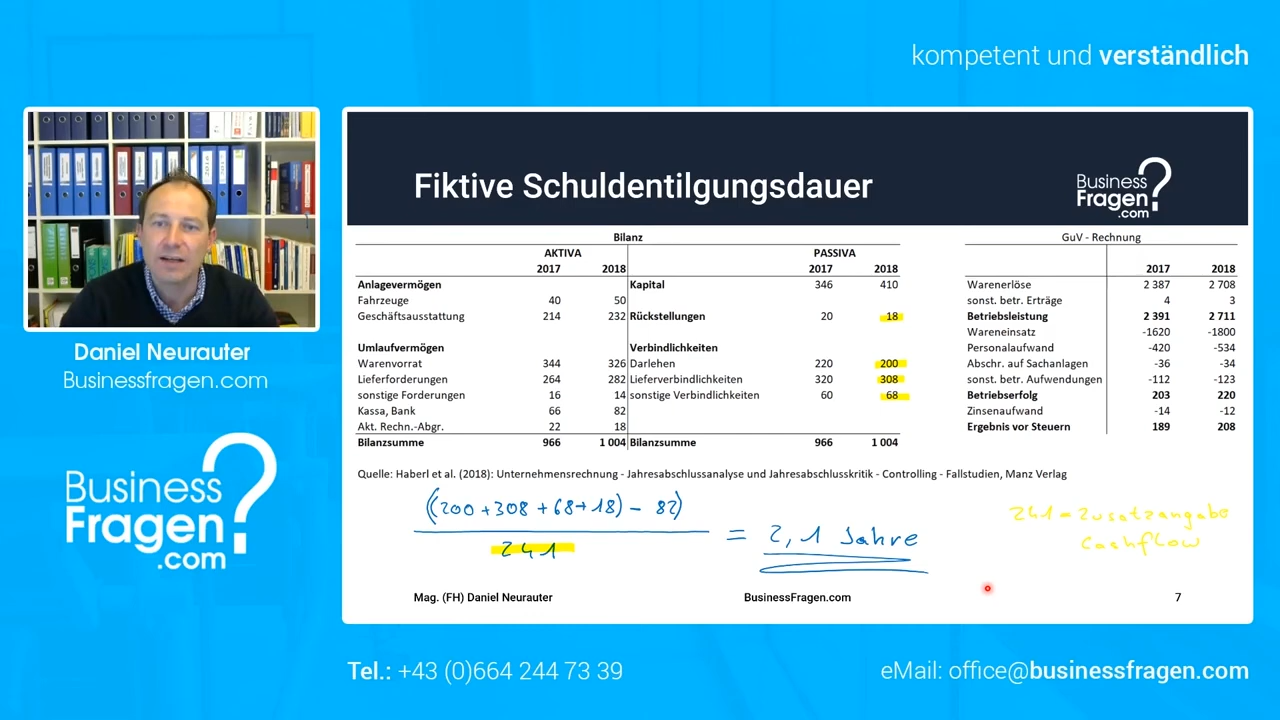 kompetent und verständlich
Daniel Neurauter
Businessfragen.com
Business
Fragen
.com
?
Fiktive Schuldentilgungsdauer
Business
Fragen
.com
?
Bilanz
AKTIVA PASSIVA
2017 2018 2017 2018
Anlagevermögen Kapital 346 410
Fahrzeuge 40 50
Geschäftsausstattung 214 232 Rückstellungen 20 18
Umlaufvermögen Verbindlichkeiten
Warenvorrat 344 326 Darlehen 220 200
Lieferforderungen 264 282 Lieferverbindlichkeiten 320 308
sonstige Forderungen 16 14 sonstige Verbindlichkeiten 60 68
Kassa, Bank 66 82
Akt. Rechn.-Abgr. 22 18
Bilanzsumme 966 1 004 Bilanzsumme 966 1 004
GuV - Rechnung
2017 2018
Warenerlöse 2 387 2 708
sonst. betr. Erträge 4 3
Betriebsleistung 2 391 2 711
Wareneinsatz -1620 -1800
Personalaufwand -420 -534
Abschr. auf Sachanlagen -36 -34
sonst. betr. Aufwendungen -112 -123
Betriebserfolg 203 220
Zinsenaufwand -14 -12
Ergebnis vor Steuern 189 208
Quelle: Haberl et al. (2018): Unternehmensrechnung - Jahresabschlussanalyse und Jahresabschlusskritik - Controlling - Fallstudien, Manz Verlag
((200+308+68+18) - 82)
241
= 2,1 Jahre
241 = Zusatzangabe
Cashflow
Mag. (FH) Daniel Neurauter BusinessFragen.com 7
Tel.: +43 (0)664 244 73 39 eMail: office@businessfragen.com